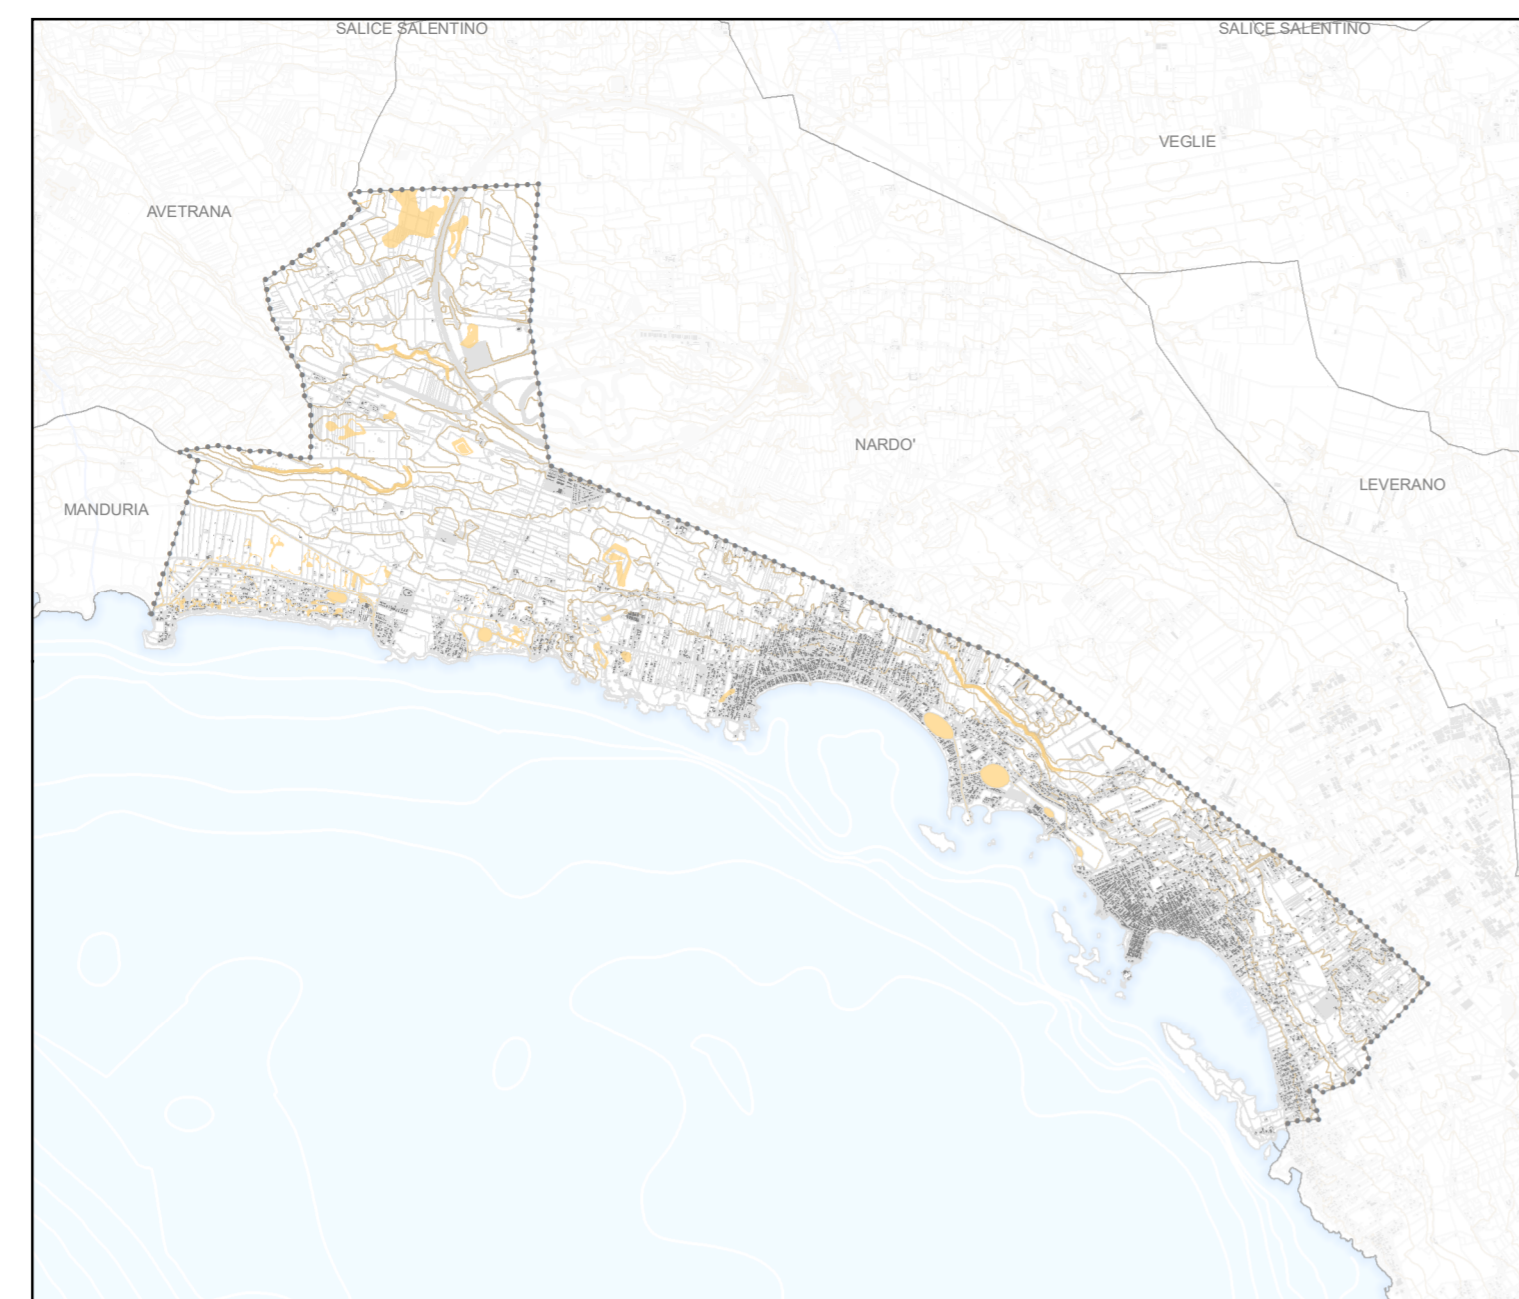 SALICE SALENTINO
SALICE SALENTINO
VEGLIE
AVETRANA
NARDO'
LEVERANO
MANDURIA